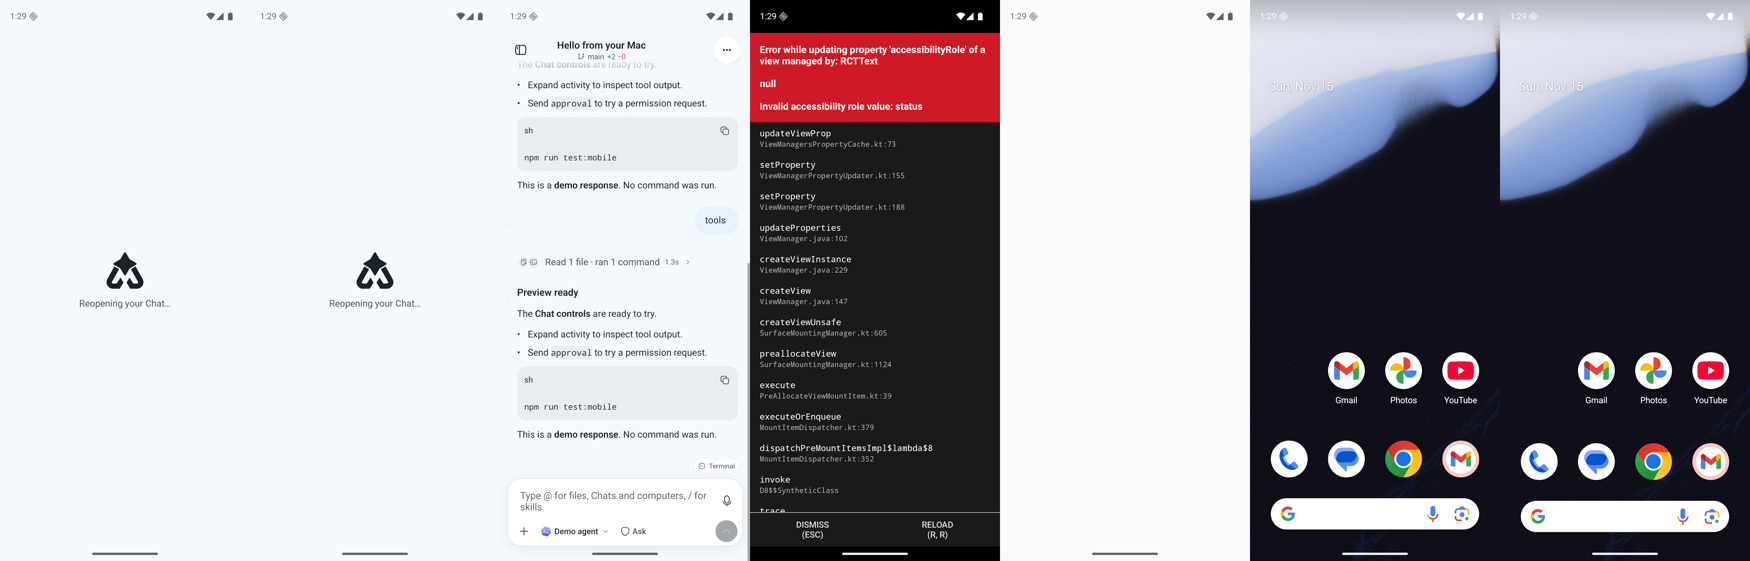 1:29
Reopening your Chat...
1:29
Reopening your Chat...
1:29
Hello from your Mac
main +2 −0
The Chat controls are ready to try.
• Expand activity to inspect tool output.
• Send approval to try a permission request.
sh
npm run test:mobile
This is a demo response. No command was run.
tools
Read 1 file · ran 1 command 1.3s
Preview ready
The Chat controls are ready to try.
• Expand activity to inspect tool output.
• Send approval to try a permission request.
sh
npm run test:mobile
This is a demo response. No command was run.
Terminal
Type @ for files, Chats and computers, / for
skills
Demo agent
Ask
1:29
Error while updating property 'accessibilityRole' of a
view managed by: RCTText
null
Invalid accessibility role value: status
updateViewProp
ViewManagersPropertyCache.kt:73
setProperty
ViewManagerPropertyUpdater.kt:155
setProperty
ViewManagerPropertyUpdater.kt:188
updateProperties
ViewManager.java:102
createViewInstance
ViewManager.java:229
createView
ViewManager.java:147
createViewUnsafe
SurfaceMountingManager.kt:605
preallocateView
SurfaceMountingManager.kt:1124
execute
PreAllocateViewMountItem.kt:39
executeOrEnqueue
MountItemDispatcher.kt:379
dispatchPreMountItemsImpl$lambda$8
MountItemDispatcher.kt:352
invoke
D8$$SyntheticClass
trace
DISMISS
(ESC)
RELOAD
(R, R)
1:29
1:29
Sun, Nov 15
Gmail
Photos
YouTube
1:29
Sun, Nov 15
Gmail
Photos
YouTube